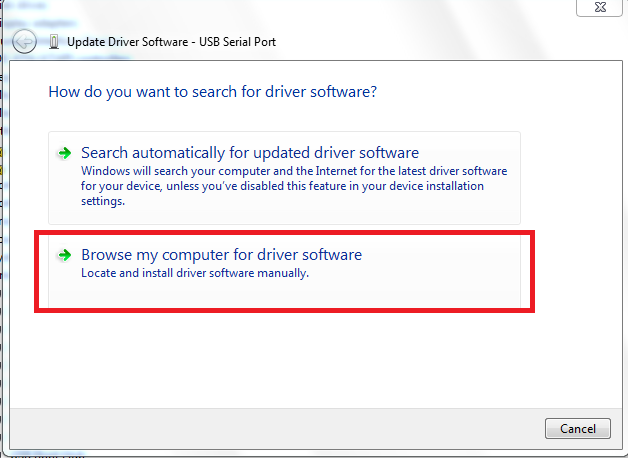 Update Driver Software - USB Serial Port
How do you want to search for driver software?
Search automatically for updated driver software
Windows will search your computer and the Internet for the latest driver software
for your device, unless you've disabled this feature in your device installation
settings.
Browse my computer for driver software
Locate and install driver software manually.
Cancel